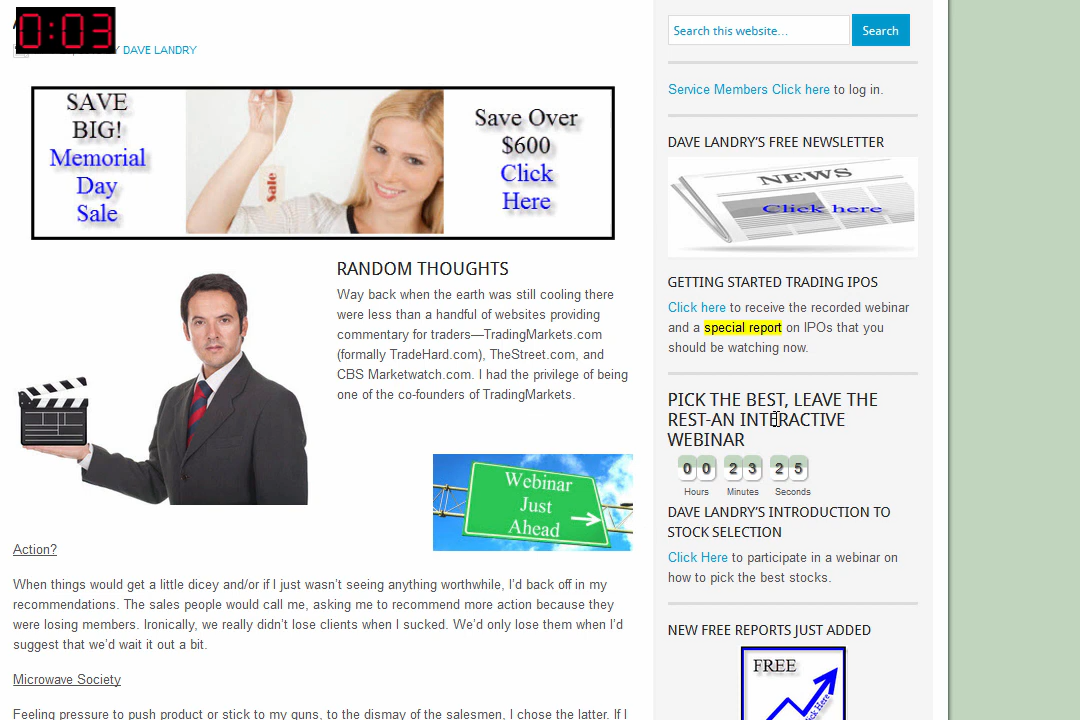 0:03
Y DAVE LANDRY
SAVE
BIG!
Memorial
Day
Sale
Sale
Save Over
$600
Click
Here
RANDOM THOUGHTS
Way back when the earth was still cooling there
were less than a handful of websites providing
commentary for traders—TradingMarkets.com
(formally TradeHard.com), TheStreet.com, and
CBS Marketwatch.com. I had the privilege of being
one of the co-founders of TradingMarkets.
Webinar
Just
Ahead
Action?
When things would get a little dicey and/or if I just wasn't seeing anything worthwhile, I'd back off in my
recommendations. The sales people would call me, asking me to recommend more action because they
were losing members. Ironically, we really didn't lose clients when I sucked. We'd only lose them when I'd
suggest that we'd wait it out a bit.
Microwave Society
Feeling pressure to push product or stick to my guns, to the dismay of the salesmen, I chose the latter. If I
Search this website…
Search
Service Members Click here to log in.
DAVE LANDRY'S FREE NEWSLETTER
NEWS
Click here
GETTING STARTED TRADING IPOS
Click here to receive the recorded webinar
and a special report on IPOs that you
should be watching now.
PICK THE BEST, LEAVE THE
REST-AN INTERACTIVE
WEBINAR
00 23 25
Hours Minutes Seconds
DAVE LANDRY'S INTRODUCTION TO
STOCK SELECTION
Click Here to participate in a webinar on
how to pick the best stocks.
NEW FREE REPORTS JUST ADDED
FREE
Click Here